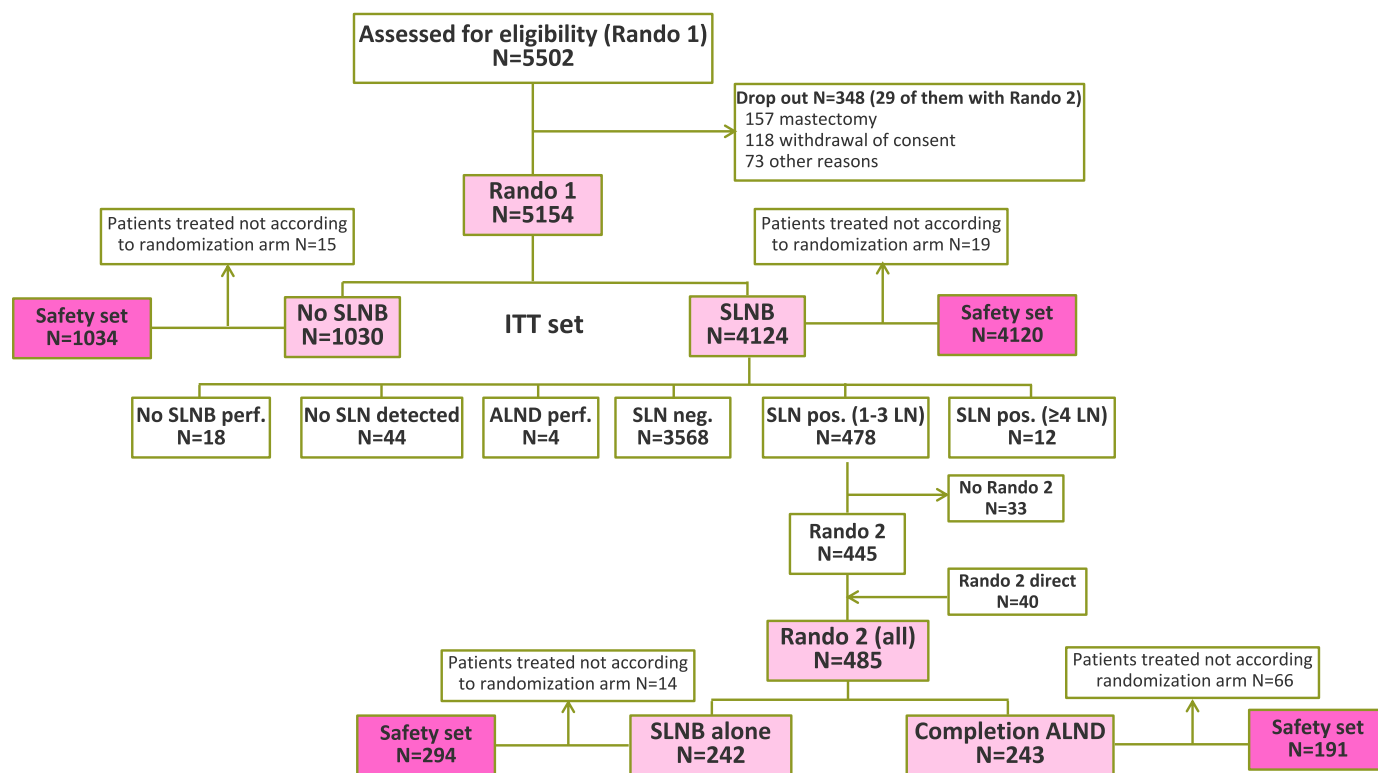 Assessed for eligibility (Rando 1)
N=5502
Drop out N=348 (29 of them with Rando 2)
157 mastectomy
118 withdrawal of consent
73 other reasons
Rando 1
N=5154
Patients treated not according
to randomization arm N=15
Patients treated not according
to randomization arm N=19
Safety set
N=1034
No SLNB
N=1030
ITT set
SLNB
N=4124
Safety set
N=4120
No SLNB perf.
N=18
No SLN detected
N=44
ALND perf.
N=4
SLN neg.
N=3568
SLN pos. (1-3 LN)
N=478
SLN pos. (≥4 LN)
N=12
No Rando 2
N=33
Rando 2
N=445
Rando 2 direct
N=40
Rando 2 (all)
N=485
Patients treated not according
to randomization arm N=14
Patients treated not according
randomization arm N=66
Safety set
N=294
SLNB alone
N=242
Completion ALND
N=243
Safety set
N=191